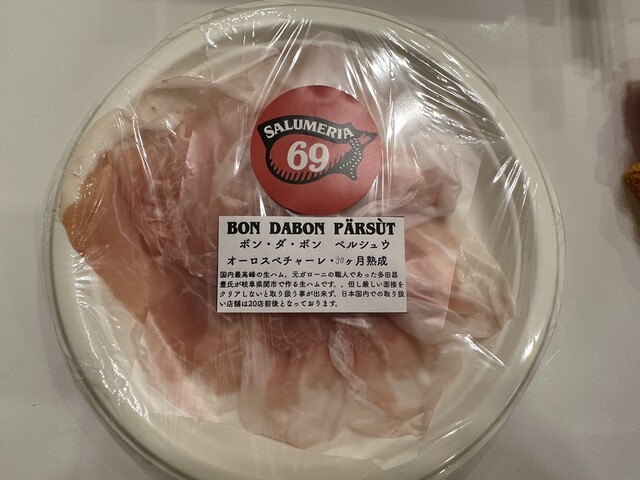 SALUMERIA
69
BON DABON PÄRSÙT
ボン・ダ・ボン ペルシュウ
オーロスペチャーレ・30ヶ月熟成
国内最高峰の生ハム。元ガローニの職人であった多田昌
豊氏が岐阜県関市で作る生ハムです。。但し厳しい面接を
クリアしないと取り扱う事が出来ず、日本国内での取り扱
い店舗は20店前後となっております。